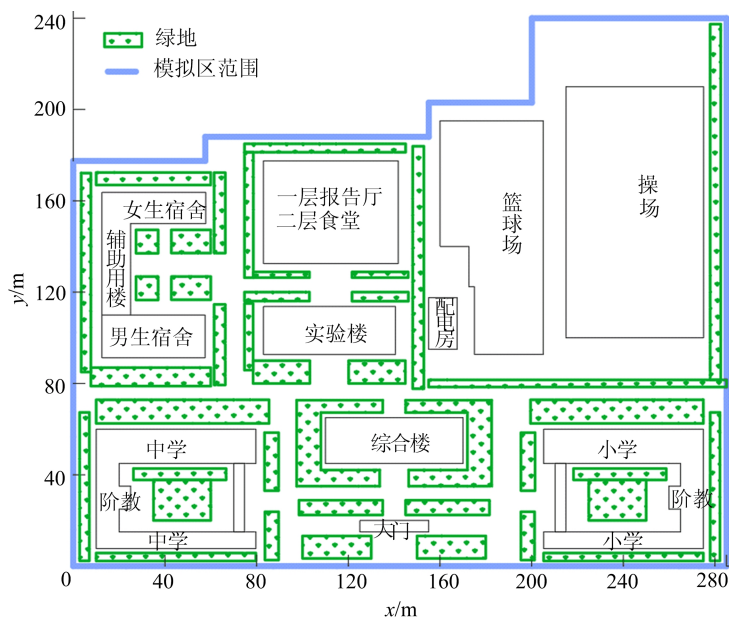 240
绿地
模拟区范围
200
160
女生宿舍
辅助用楼
一层报告厅
二层食堂
篮球场
操场
y/m
120
男生宿舍
实验楼
配电房
80
中学
综合楼
小学
40
阶教
阶教
大门
中学
小学
0
40
80
120
160
200
240
280
x/m